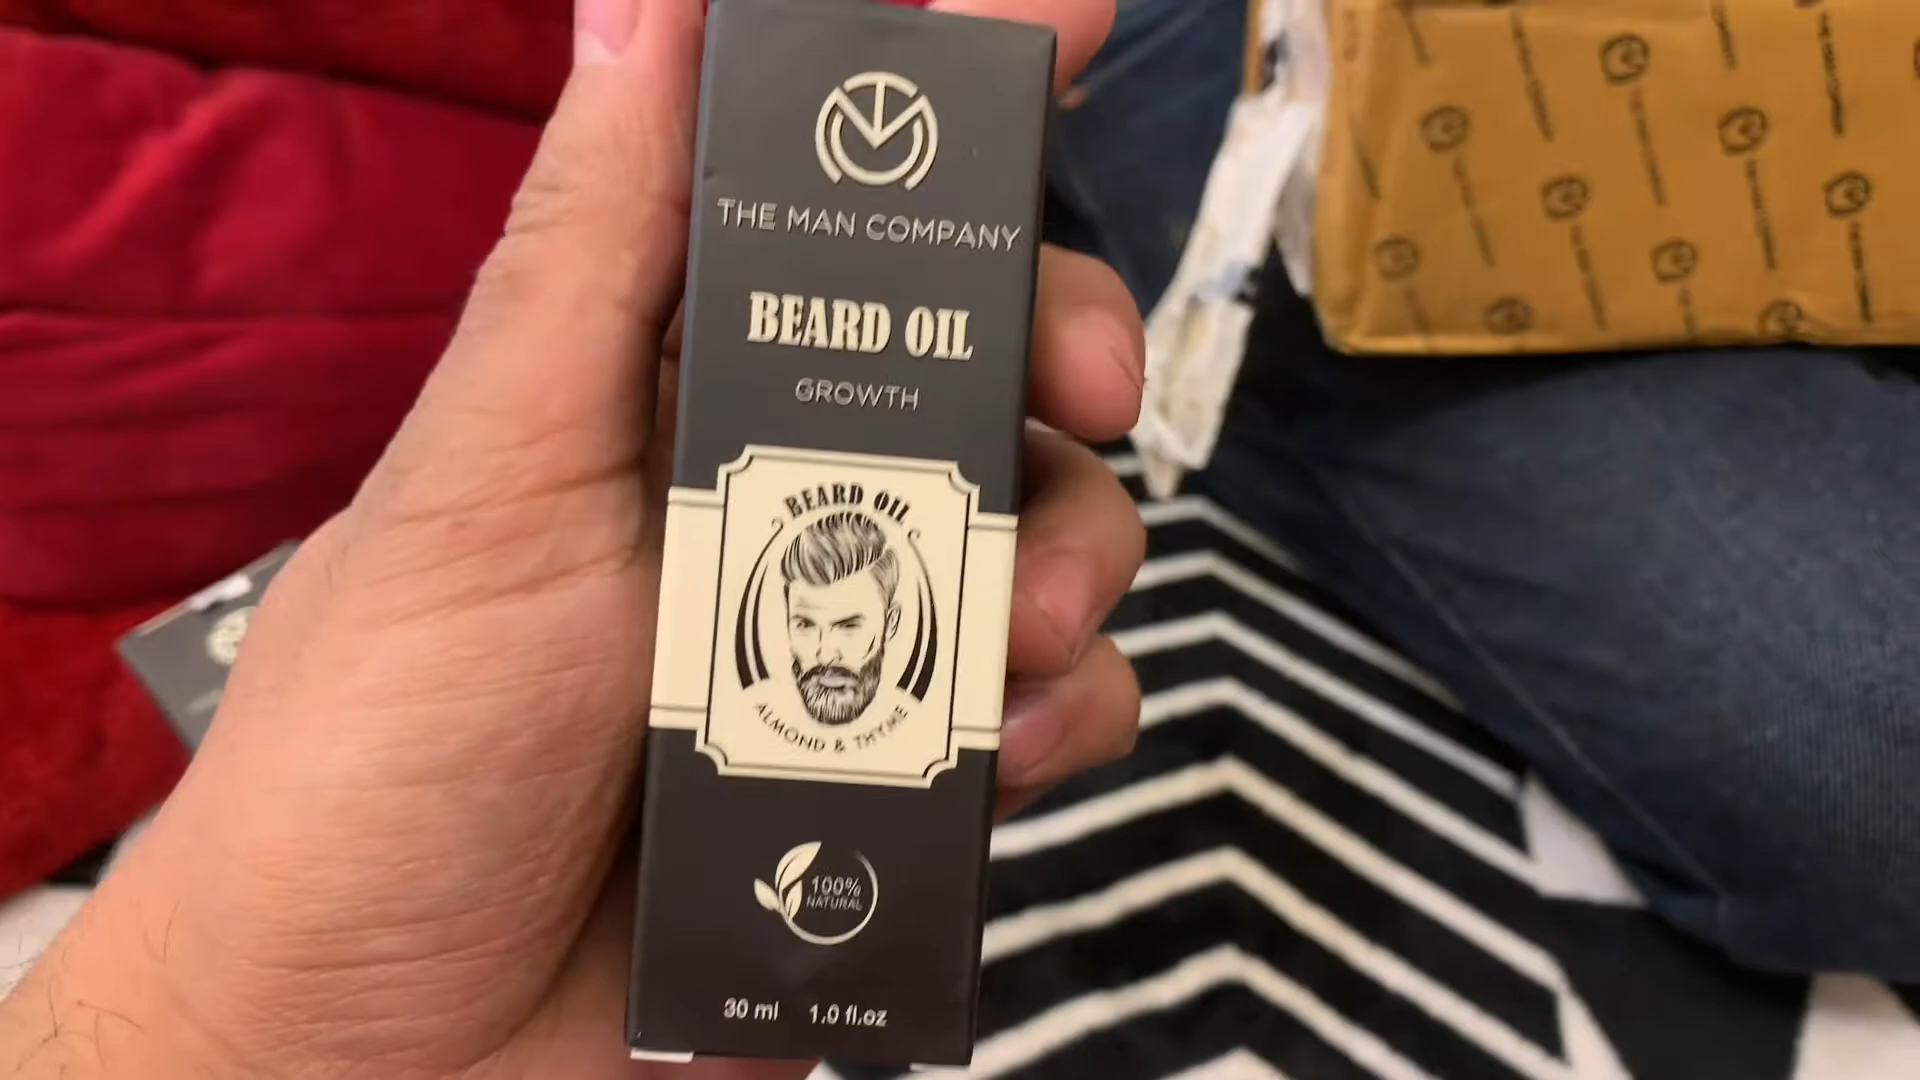 THE MAN COMPANY
BEARD OIL
GROWTH
BEARD OIL
ALMOND & THYME
100%
NATURAL
30 ml 1.0 fl.oz